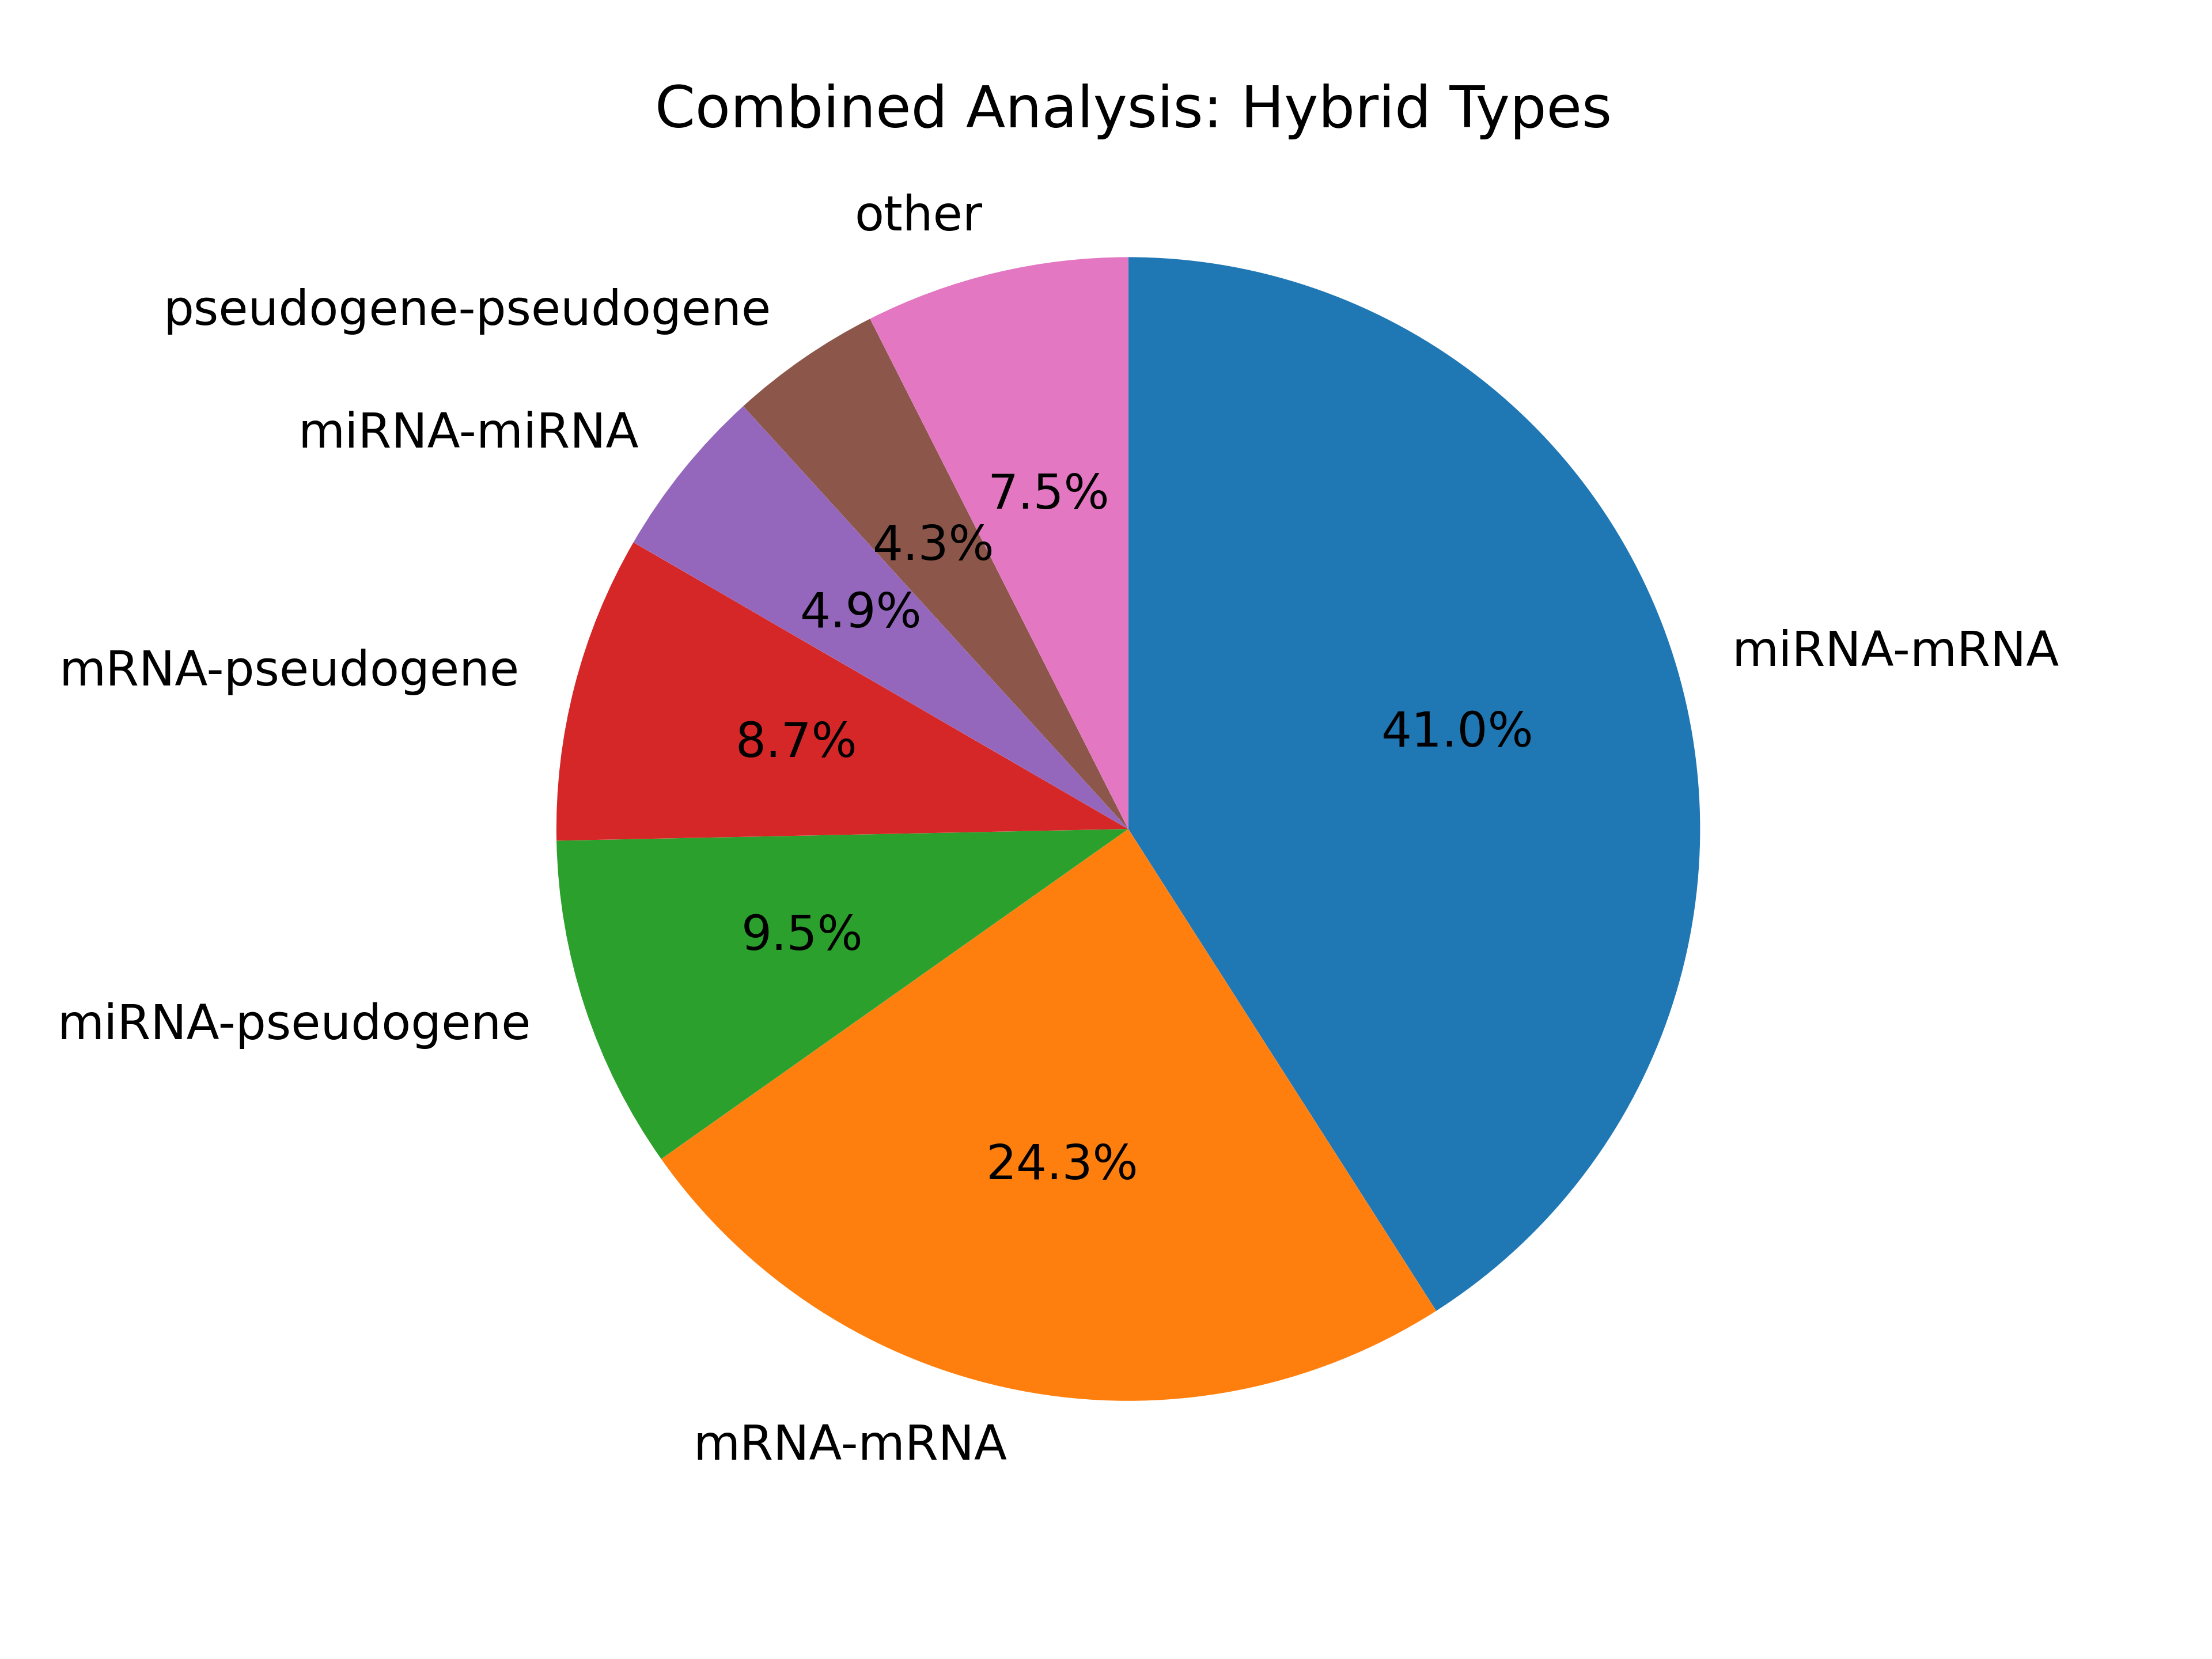 Combined Analysis: Hybrid Types
other
pseudogene-pseudogene
miRNA-miRNA
7.5%
4.3%
4.9%
mRNA-pseudogene
miRNA-mRNA
8.7%
41.0%
9.5%
miRNA-pseudogene
24.3%
mRNA-mRNA